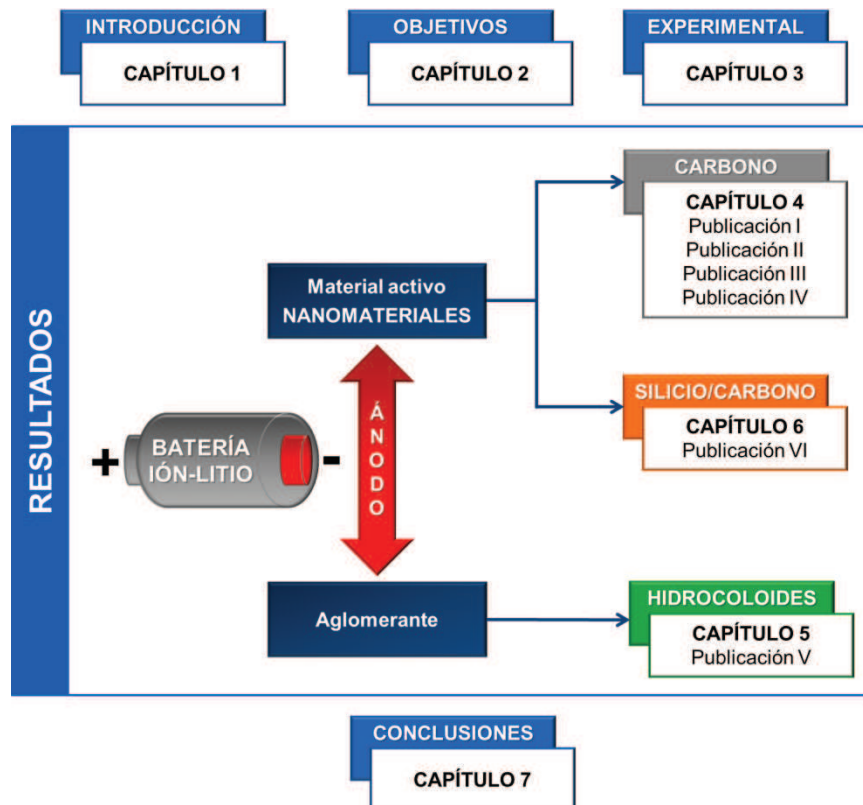 INTRODUCCIÓN
CAPÍTULO 1
OBJETIVOS
CAPÍTULO 2
EXPERIMENTAL
CAPÍTULO 3
RESULTADOS
CARBONO
CAPÍTULO 4
Publicación I
Publicación II
Publicación III
Publicación IV
Material activo
NANOMATERIALES
SILICIO/CARBONO
CAPÍTULO 6
Publicación VI
+
BATERÍA
IÓN-LITIO
-
ÁNODO
Aglomerante
HIDROCOLOIDES
CAPÍTULO 5
Publicación V
CONCLUSIONES
CAPÍTULO 7